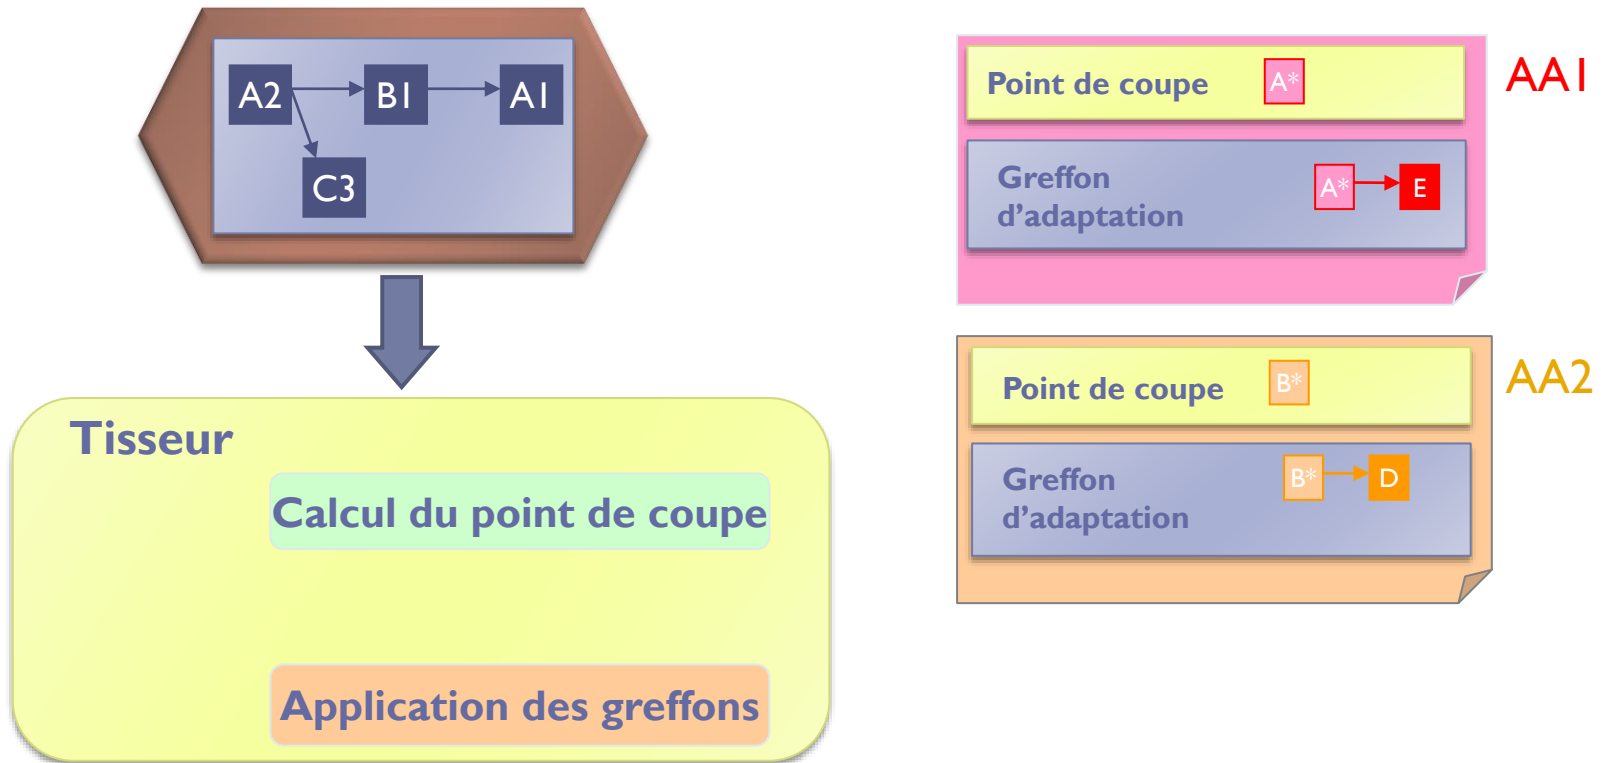 A2 B1 A1
C3
Tisseur
Calcul du point de coupe
Application des greffons
Point de coupe A*
AA1
Greffon
d’adaptation
A* E
Point de coupe B*
AA2
Greffon
d’adaptation
B* D